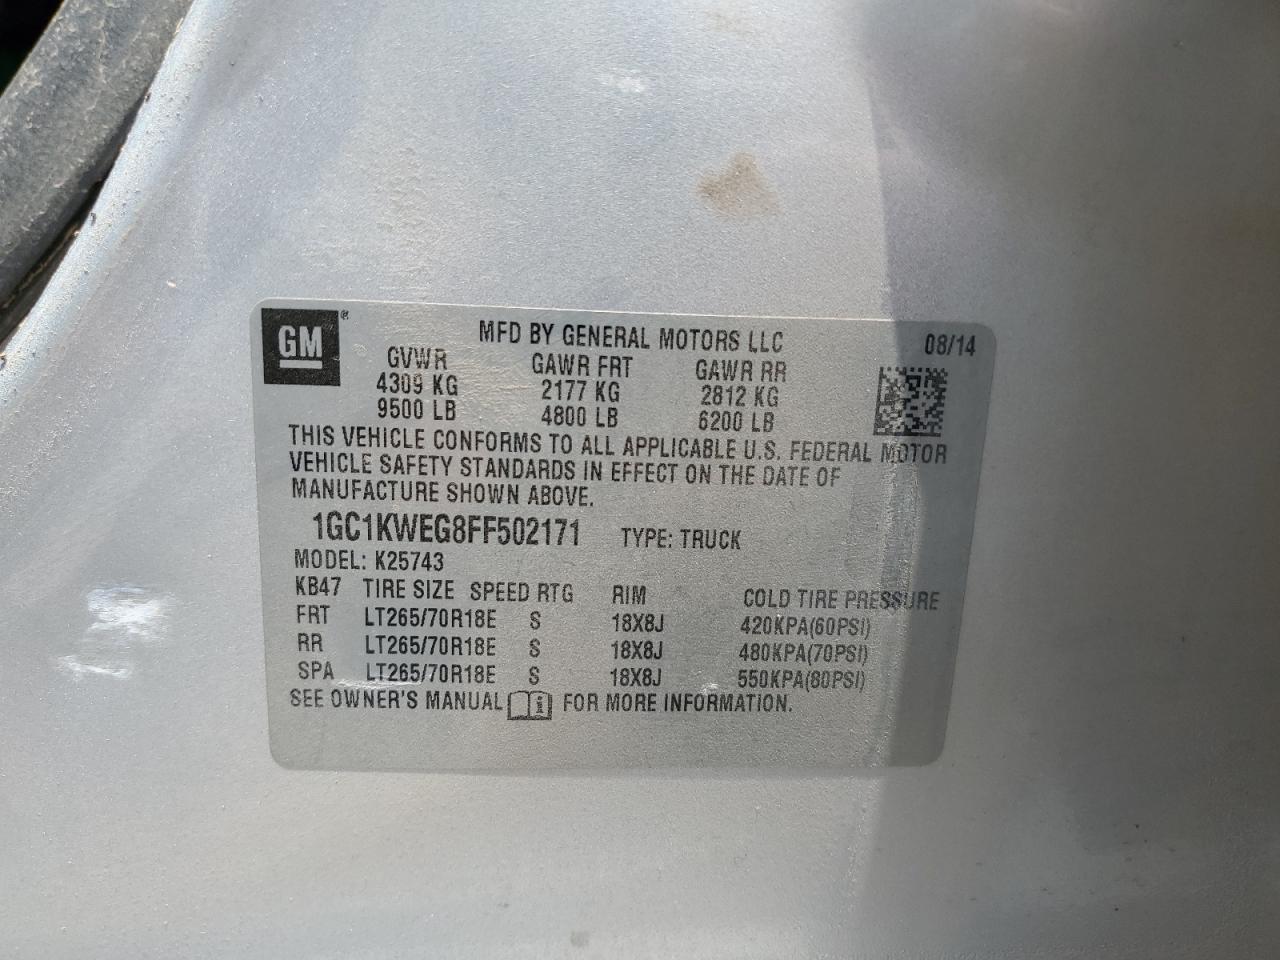 GM ®
MFD BY GENERAL MOTORS LLC 08/14
GVWR GAWR FRT GAWR RR
4309 KG 2177 KG 2812 KG
9500 LB 4800 LB 6200 LB
THIS VEHICLE CONFORMS TO ALL APPLICABLE U.S. FEDERAL MOTOR
VEHICLE SAFETY STANDARDS IN EFFECT ON THE DATE OF
MANUFACTURE SHOWN ABOVE.
1GC1KWEG8FF502171 TYPE: TRUCK
MODEL: K25743
KB47 TIRE SIZE SPEED RTG RIM COLD TIRE PRESSURE
FRT LT265/70R18E S 18X8J 420KPA(60PSI)
RR LT265/70R18E S 18X8J 480KPA(70PSI)
SPA LT265/70R18E S 18X8J 550KPA(80PSI)
SEE OWNER'S MANUAL FOR MORE INFORMATION.